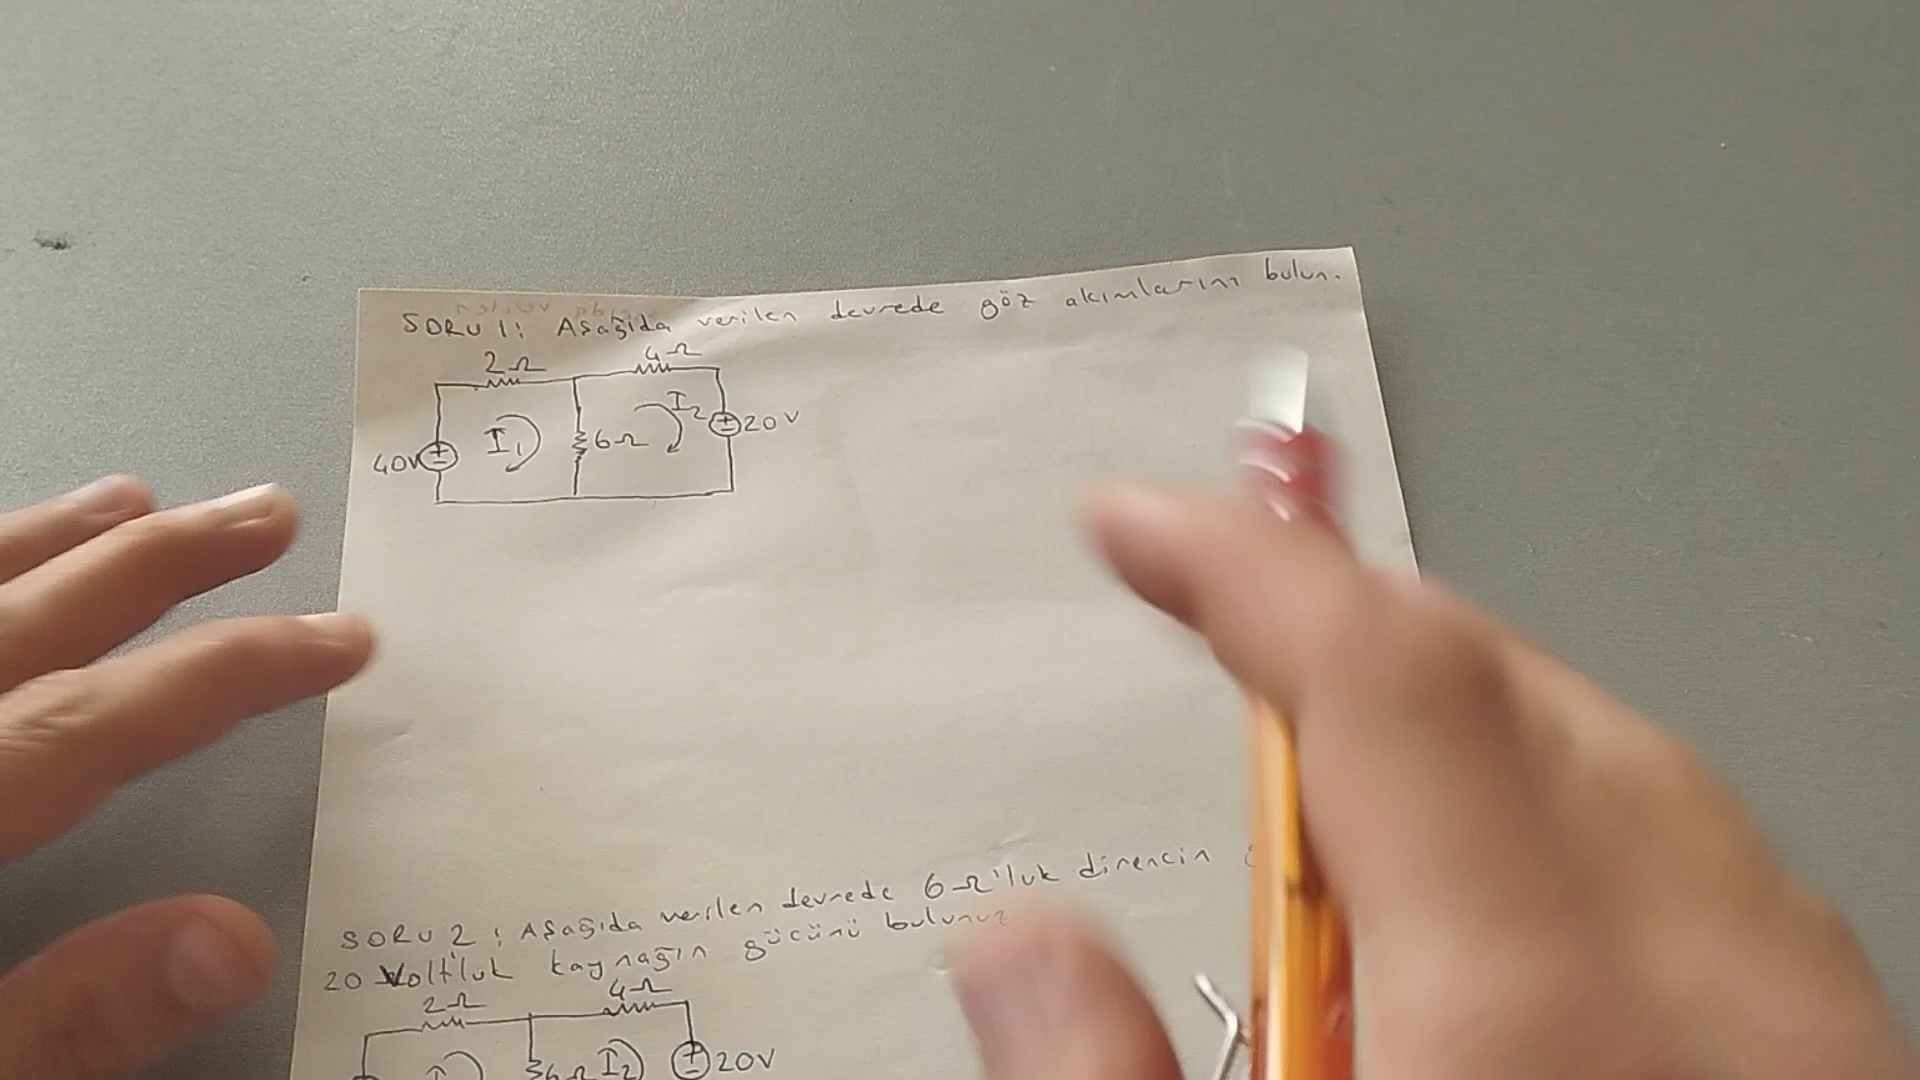 SORU 1: Aşağıda verilen devrede göz akımlarını bulun.
2Ω 4Ω
40V I1 6Ω I2 20V
SORU 2: Aşağıda verilen devrede 6Ω'luk direncin
20 Volt'luk kaynağın gücünü bulunuz
2Ω 4Ω
6Ω I2 20V